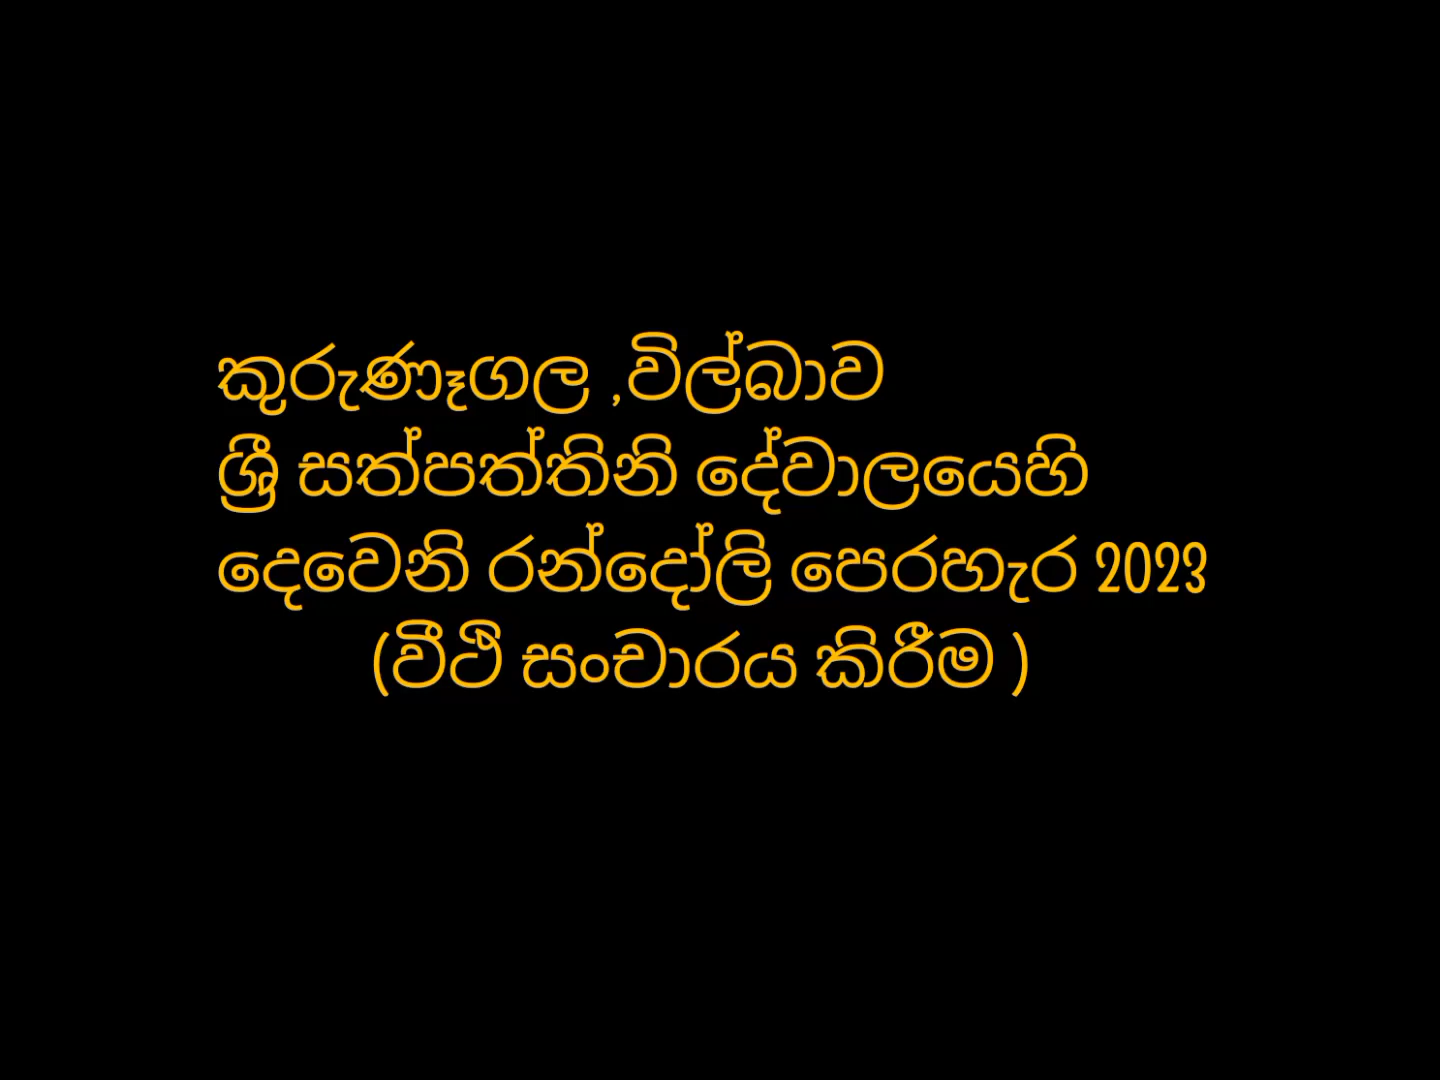 කුරුණෑගල ,විල්බාව
ශ්‍රී සත්පත්තිනි දේවාලයෙහි
දෙවෙනි රන්දෝලි පෙරහැර 2023
(වීථි සංචාරය කිරීම )